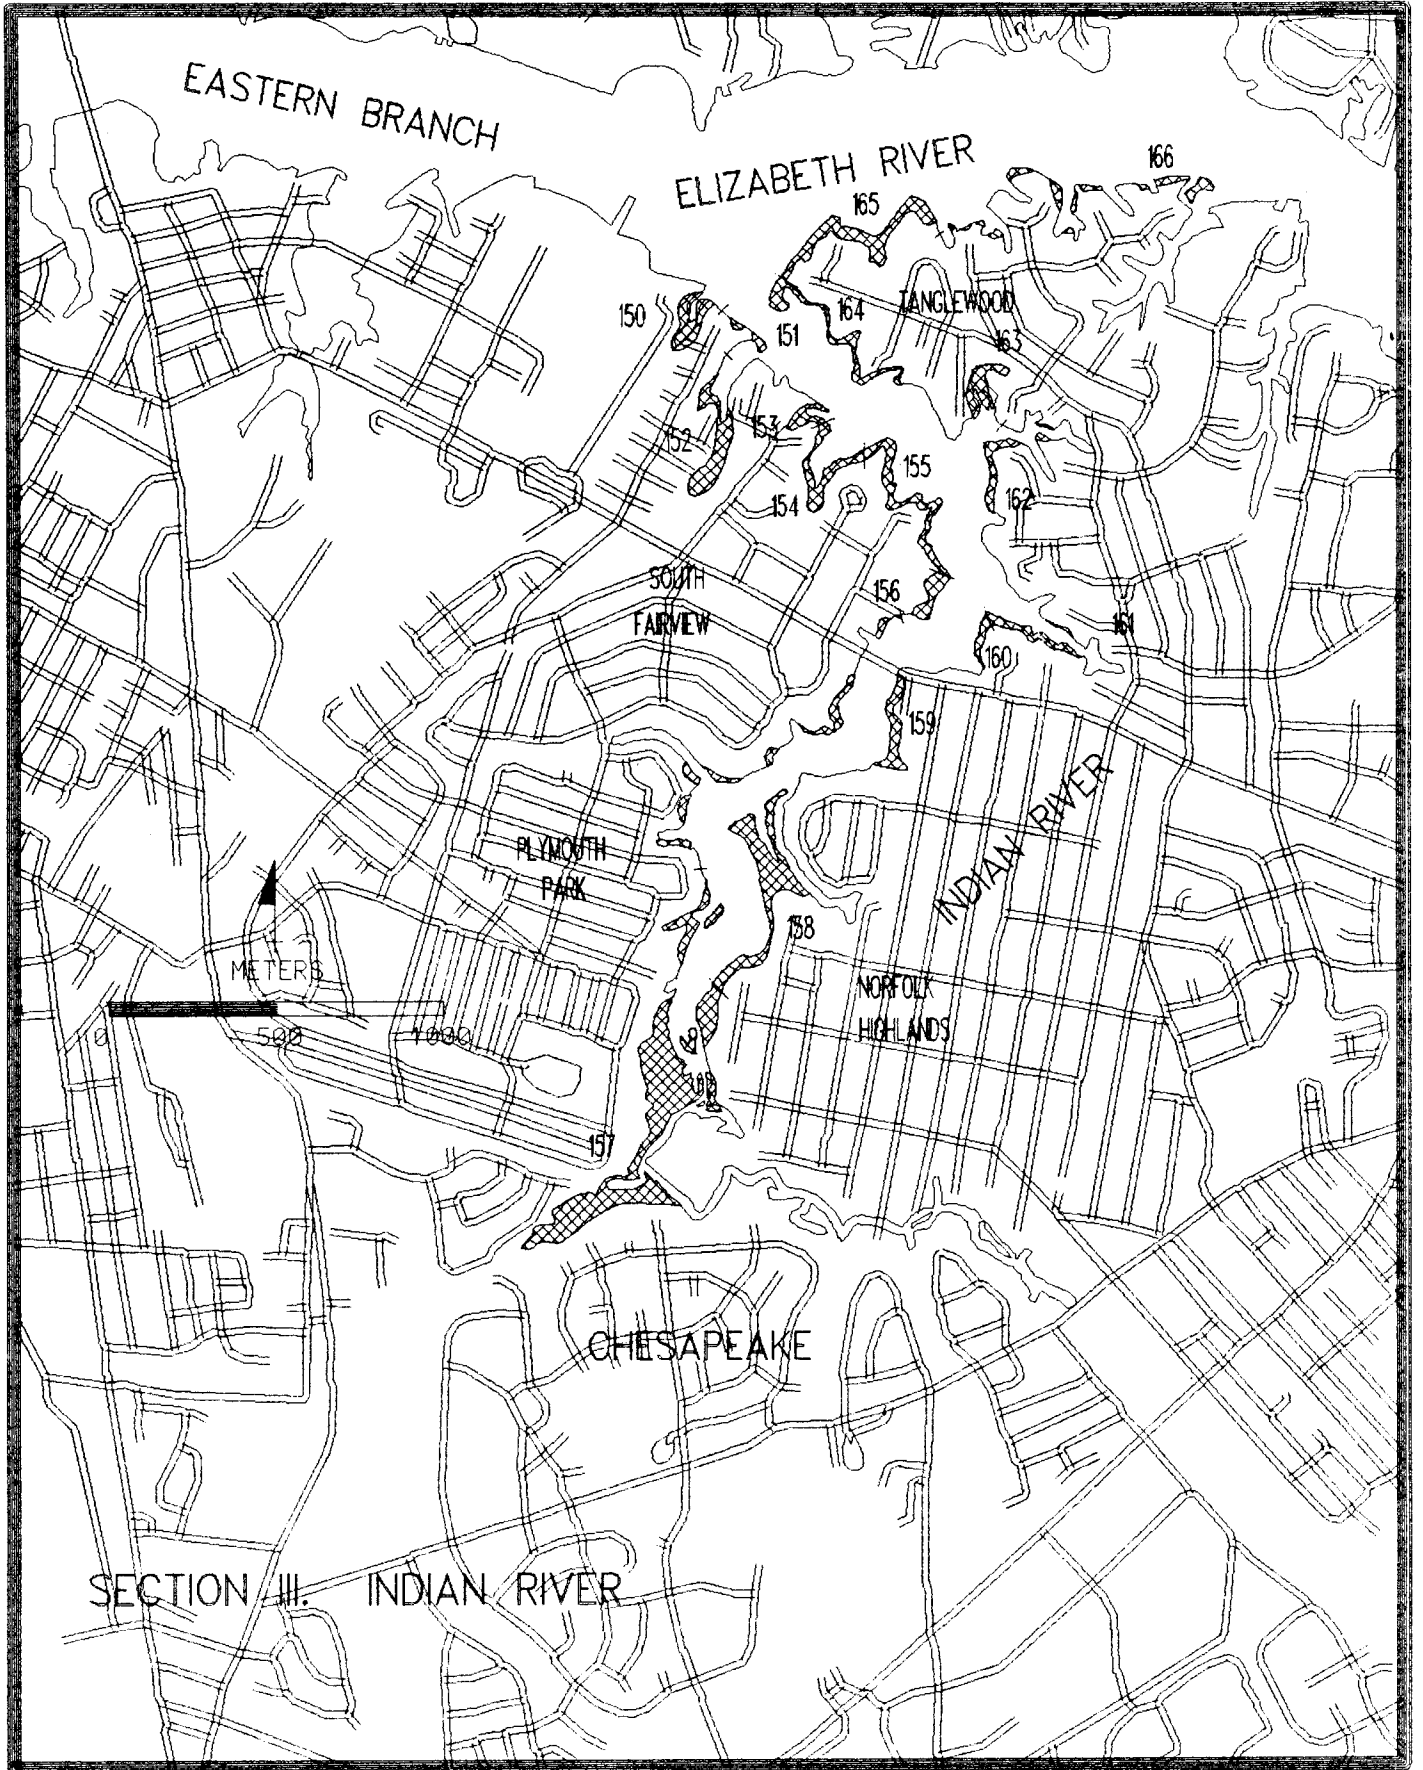 EASTERN BRANCH
ELIZABETH RIVER
166
165
150
151
164
TANGLEWOOD
163
152
153
155
154
162
SOUTH
FAIRVIEW
156
161
160
159
INDIAN RIVER
PLYMOUTH
PARK
158
METERS
0 500 1000
NORFOLK
HIGHLANDS
157
CHESAPEAKE
SECTION III. INDIAN RIVER